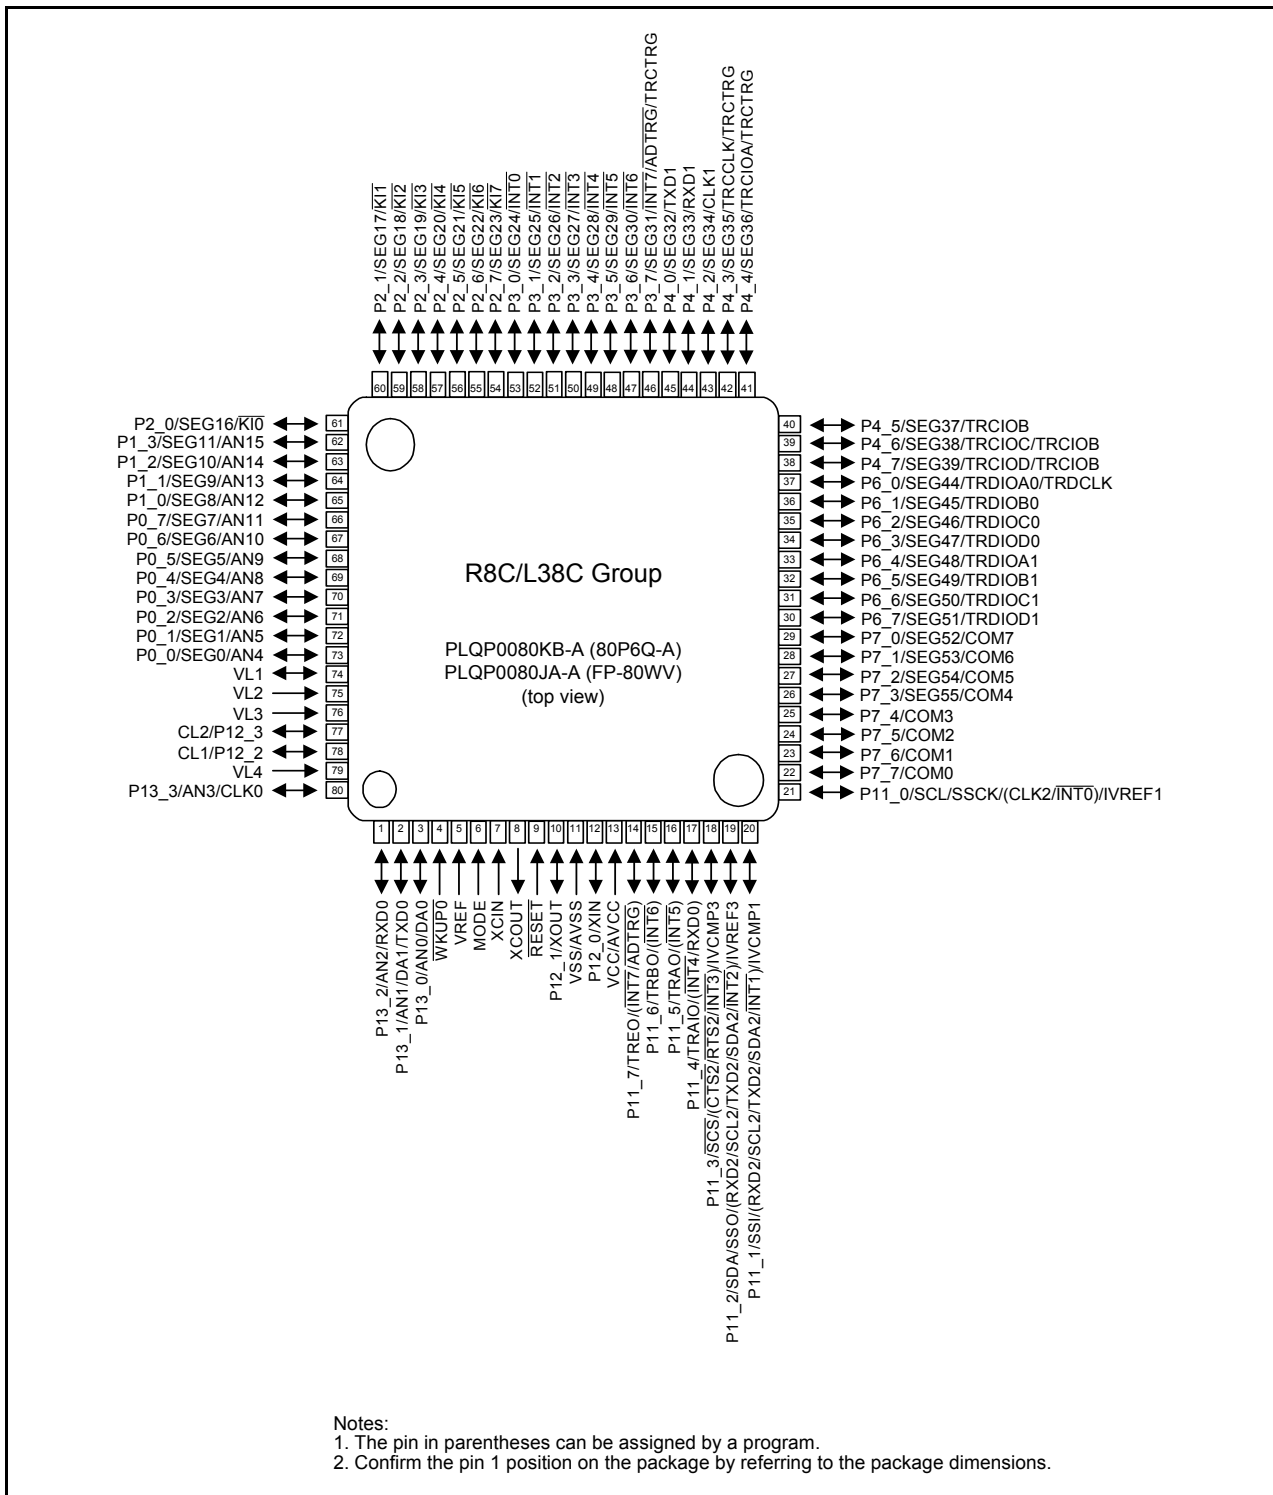 P2_1/SEG17/KI1
P2_2/SEG18/KI2
P2_3/SEG19/KI3
P2_4/SEG20/KI4
P2_5/SEG21/KI5
P2_6/SEG22/KI6
P2_7/SEG23/KI7
P3_0/SEG24/INT0
P3_1/SEG25/INT1
P3_2/SEG26/INT2
P3_3/SEG27/INT3
P3_4/SEG28/INT4
P3_5/SEG29/INT5
P3_6/SEG30/INT6
P3_7/SEG31/INT7/ADTRG/TRCTRG
P4_0/SEG32/TXD1
P4_1/SEG33/RXD1
P4_2/SEG34/CLK1
P4_3/SEG35/TRCCLK/TRCTRG
P4_4/SEG36/TRCIOA/TRCTRG
60 59 58 57 56 55 54 53 52 51 50 49 48 47 46 45 44 43 42 41
P2_0/SEG16/KI0 61
P1_3/SEG11/AN15 62
P1_2/SEG10/AN14 63
P1_1/SEG9/AN13 64
P1_0/SEG8/AN12 65
P0_7/SEG7/AN11 66
P0_6/SEG6/AN10 67
P0_5/SEG5/AN9 68
P0_4/SEG4/AN8 69
P0_3/SEG3/AN7 70
P0_2/SEG2/AN6 71
P0_1/SEG1/AN5 72
P0_0/SEG0/AN4 73
VL1 74
VL2 75
VL3 76
CL2/P12_3 77
CL1/P12_2 78
VL4 79
P13_3/AN3/CLK0 80
R8C/L38C Group
PLQP0080KB-A (80P6Q-A)
PLQP0080JA-A (FP-80WV)
(top view)
40 P4_5/SEG37/TRCIOB
39 P4_6/SEG38/TRCIOC/TRCIOB
38 P4_7/SEG39/TRCIOD/TRCIOB
37 P6_0/SEG44/TRDIOA0/TRDCLK
36 P6_1/SEG45/TRDIOB0
35 P6_2/SEG46/TRDIOC0
34 P6_3/SEG47/TRDIOD0
33 P6_4/SEG48/TRDIOA1
32 P6_5/SEG49/TRDIOB1
31 P6_6/SEG50/TRDIOC1
30 P6_7/SEG51/TRDIOD1
29 P7_0/SEG52/COM7
28 P7_1/SEG53/COM6
27 P7_2/SEG54/COM5
26 P7_3/SEG55/COM4
25 P7_4/COM3
24 P7_5/COM2
23 P7_6/COM1
22 P7_7/COM0
21 P11_0/SCL/SSCK/(CLK2/INT0)/IVREF1
1 2 3 4 5 6 7 8 9 10 11 12 13 14 15 16 17 18 19 20
P13_2/AN2/RXD0
P13_1/AN1/DA1/TXD0
P13_0/AN0/DA0
WKUP0
VREF
MODE
XCIN
XCOUT
RESET
P12_1/XOUT
VSS/AVSS
P12_0/XIN
VCC/AVCC
P11_7/TREO/(INT7/ADTRG)
P11_6/TRBO/(INT6)
P11_5/TRAO/(INT5)
P11_4/TRAIO/(INT4/RXD0)
P11_3/SCS/(CTS2/RTS2/INT3)/IVCMP3
P11_2/SDA/SSO/(RXD2/SCL2/TXD2/SDA2/INT2)/IVREF3
P11_1/SSI/(RXD2/SCL2/TXD2/SDA2/INT1)/IVCMP1
Notes:
1. The pin in parentheses can be assigned by a program.
2. Confirm the pin 1 position on the package by referring to the package dimensions.